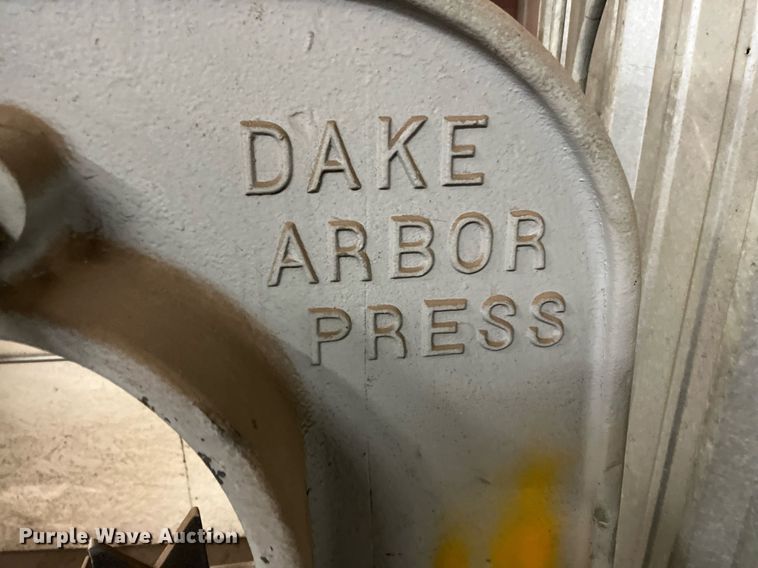 DAKE
ARBOR
PRESS
Purple Wave Auction